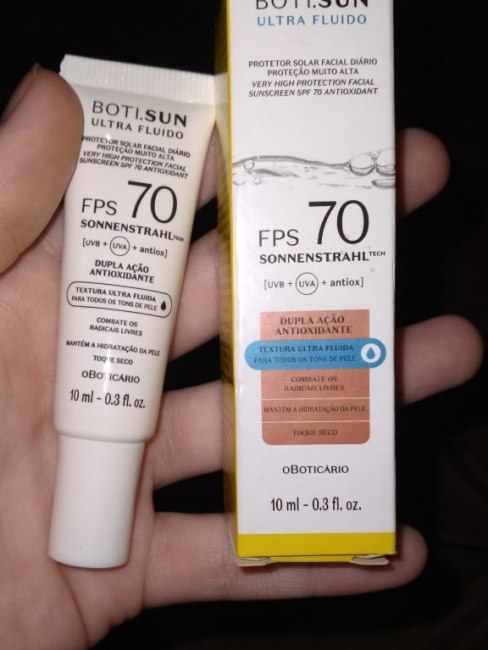 BOTI.SUN
ULTRA FLUIDO
PROTETOR SOLAR FACIAL DIÁRIO
PROTEÇÃO MUITO ALTA
VERY HIGH PROTECTION FACIAL
SUNSCREEN SPF 70 ANTIOXIDANT
FPS 70
SONNENSTRAHL TECH
[UVB + UVA + antiox]
DUPLA AÇÃO
ANTIOXIDANTE
TEXTURA ULTRA FLUIDA
PARA TODOS OS TONS DE PELE
COMBATE OS
RADICAIS LIVRES
MANTÉM A HIDRATAÇÃO DA PELE
TOQUE SECO
oBOTICÁRIO
10 ml - 0.3 fl. oz.
BOTI.SUN
ULTRA FLUIDO
PROTETOR SOLAR FACIAL DIÁRIO
PROTEÇÃO MUITO ALTA
VERY HIGH PROTECTION FACIAL
SUNSCREEN SPF 70 ANTIOXIDANT
FPS 70
SONNENSTRAHL TECH
[UVB + UVA + antiox]
DUPLA AÇÃO
ANTIOXIDANTE
TEXTURA ULTRA FLUIDA
PARA TODOS OS TONS DE PELE
COMBATE OS
RADICAIS LIVRES
MANTÉM A HIDRATAÇÃO DA PELE
TOQUE SECO
oBOTICÁRIO
10 ml - 0.3 fl. oz.